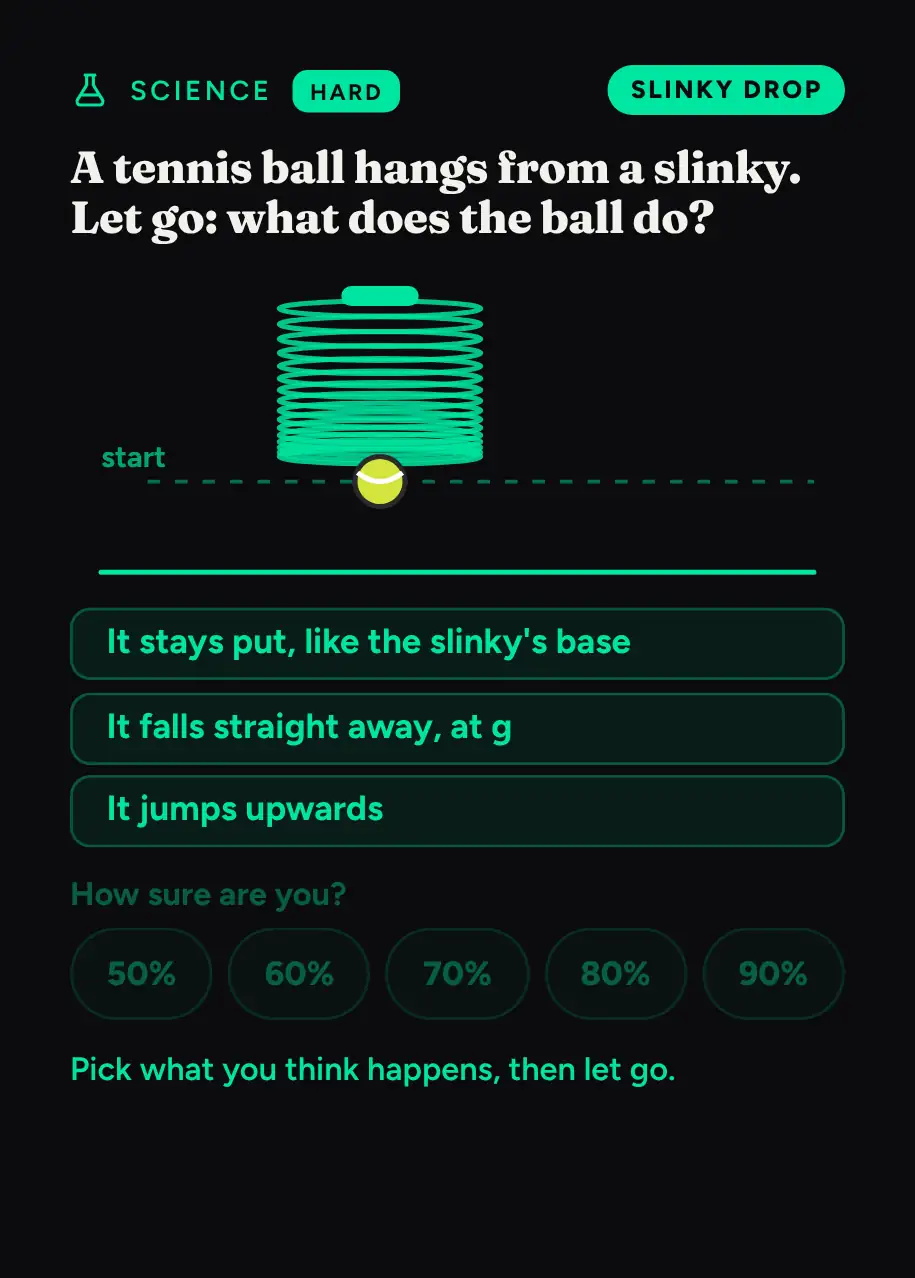 SCIENCE HARD
SLINKY DROP
A tennis ball hangs from a slinky.
Let go: what does the ball do?
start
It stays put, like the slinky's base
It falls straight away, at g
It jumps upwards
How sure are you?
50% 60% 70% 80% 90%
Pick what you think happens, then let go.